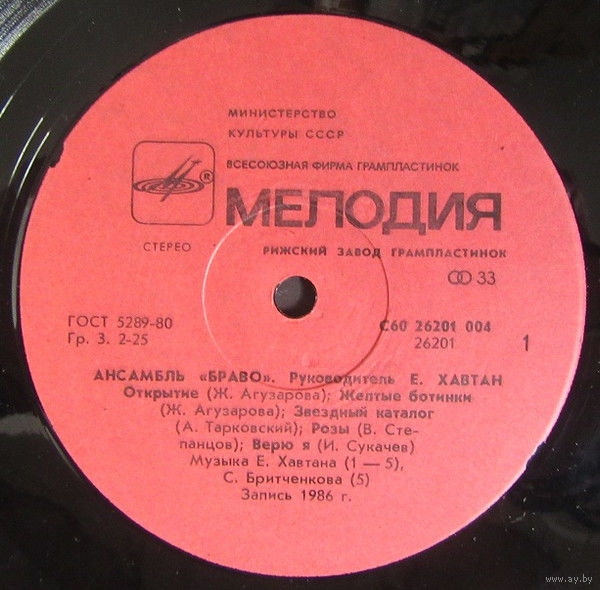 МИНИСТЕРСТВО
КУЛЬТУРЫ СССР
ВСЕСОЮЗНАЯ ФИРМА ГРАМПЛАСТИНОК
®
МЕЛОДИЯ
СТЕРЕО
РИЖСКИЙ ЗАВОД ГРАМПЛАСТИНОК
33
ГОСТ 5289-80
Гр. 3. 2-25
С60 26201 004
26201
1
АНСАМБЛЬ «БРАВО». Руководитель Е. ХАВТАН
Открытие (Ж. Агузарова); Желтые ботинки
(Ж. Агузарова); Звездный каталог
(А. Тарковский); Розы (В. Сте-
панцов); Верю я (И. Сукачев)
Музыка Е. Хавтана (1 — 5),
С. Бритченкова (5)
Запись 1986 г.
www.ay.by